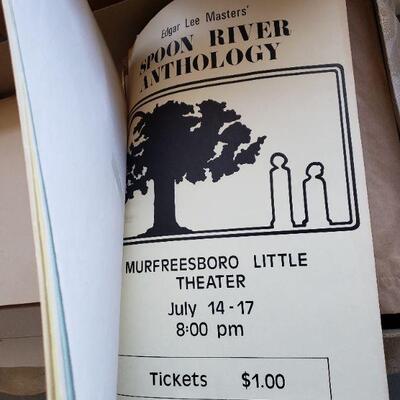 Edgar Lee Masters'
SPOON RIVER
ANTHOLOGY
MURFREESBORO LITTLE
THEATER
July 14-17
8:00 pm
Tickets $1.00